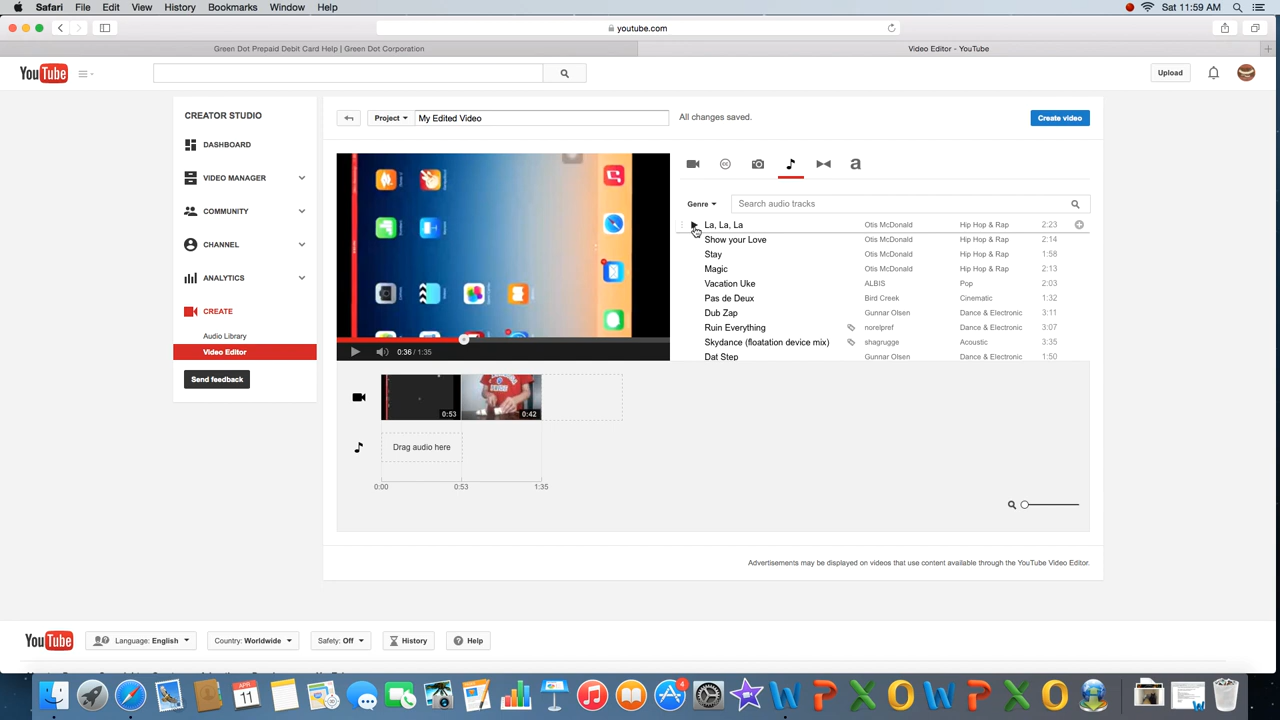 Safari File Edit View History Bookmarks Window Help Sat 11:59 AM
youtube.com
Green Dot Prepaid Debit Card Help | Green Dot Corporation Video Editor - YouTube
YouTube Upload
CREATOR STUDIO
DASHBOARD
VIDEO MANAGER
COMMUNITY
CHANNEL
ANALYTICS
CREATE
Audio Library
Video Editor
Send feedback
Project My Edited Video All changes saved. Create video
CC a
Genre Search audio tracks
La, La, La Otis McDonald Hip Hop & Rap 2:23
Show your Love Otis McDonald Hip Hop & Rap 2:14
Stay Otis McDonald Hip Hop & Rap 1:58
Magic Otis McDonald Hip Hop & Rap 2:13
Vacation Uke ALBIS Pop 2:03
Pas de Deux Bird Creek Cinematic 1:32
Dub Zap Gunnar Olsen Dance & Electronic 3:11
Ruin Everything norelpref Dance & Electronic 3:07
Skydance (floatation device mix) shagrugge Acoustic 3:35
Dat Step Gunnar Olsen Dance & Electronic 1:50
0:36 / 1:35
0:53 0:42
Drag audio here
0:00 0:53 1:35
Advertisements may be displayed on videos that use content available through the YouTube Video Editor.
YouTube Language: English Country: Worldwide Safety: Off History Help
APR
11
4